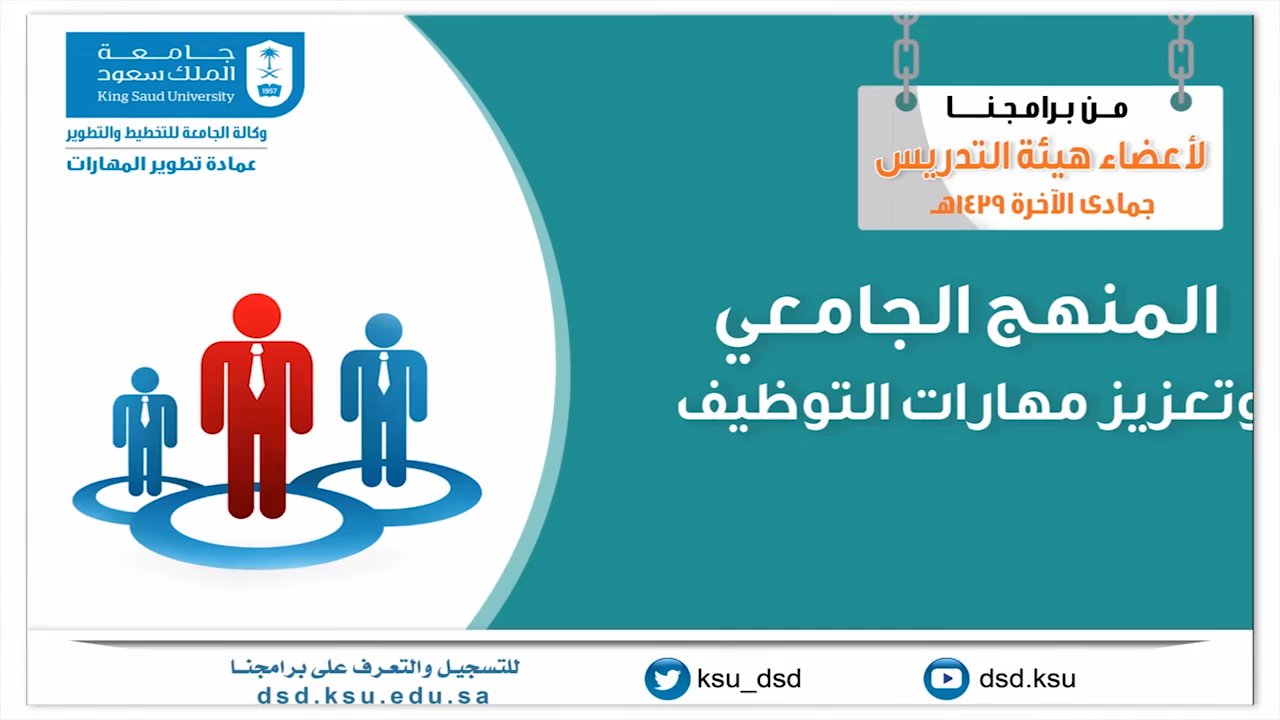 جامعة
الملك سعود
King Saud University
1957
وكالة الجامعة للتخطيط والتطوير
عمادة تطوير المهارات
من برامجنا
لأعضاء هيئة التدريس
جمادى الآخرة ١٤٢٩هـ
المنهج الجامعي
وتعزيز مهارات التوظيف
للتسجيل والتعرف على برامجنا
dsd.ksu.edu.sa
ksu_dsd
dsd.ksu